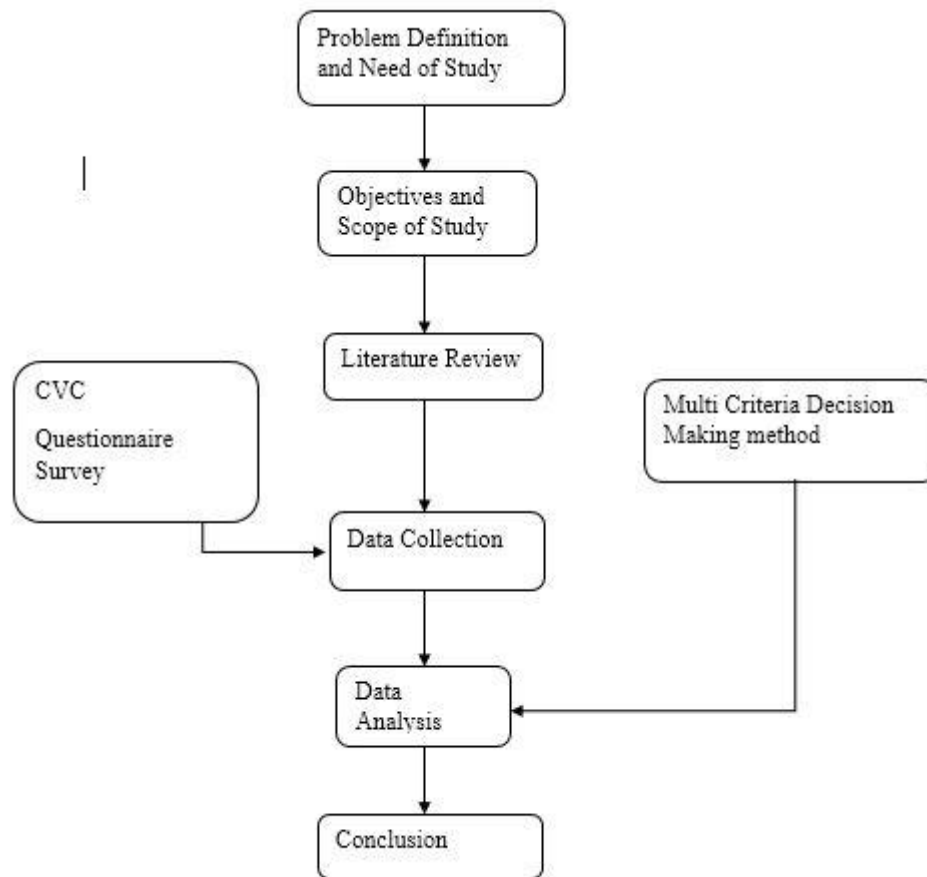 Problem Definition
and Need of Study
Objectives and
Scope of Study
Literature Review
CVC
Questionnaire
Survey
Multi Criteria Decision
Making method
Data Collection
Data
Analysis
Conclusion